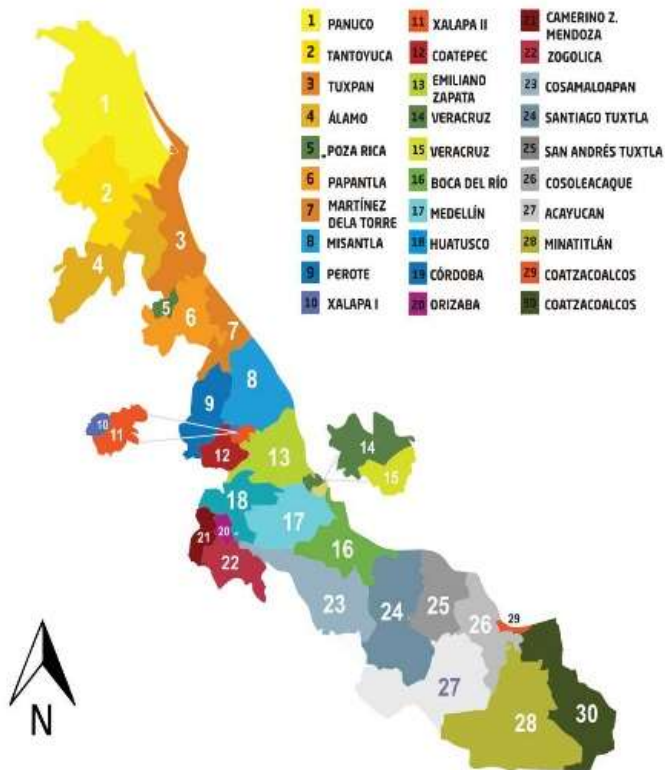 1 PANUCO
2 TANTOYUCA
3 TUXPAN
4 ÁLAMO
5 POZA RICA
6 PAPANTLA
7 MARTÍNEZ
DELA TORRE
8 MISANTLA
9 PEROTE
10 XALAPA I
11 XALAPA II
12 COATEPEC
13 EMILIANO
ZAPATA
14 VERACRUZ
15 VERACRUZ
16 BOCA DEL RÍO
17 MEDELLÍN
18 HUATUSCO
19 CÓRDOBA
20 ORIZABA
21 CAMERINO Z.
MENDOZA
22 ZOGOLICA
23 COSAMALOAPAN
24 SANTIAGO TUXTLA
25 SAN ANDRÉS TUXTLA
26 COSOLEACAQUE
27 ACAYUCAN
28 MINATITLÁN
29 COATZACOALCOS
30 COATZACOALCOS
1
2
3
4
5
6
7
8
9
10
11
12
13
14
15
18
17
16
20
21
22
23
24
25
26
29
27
28
30
N